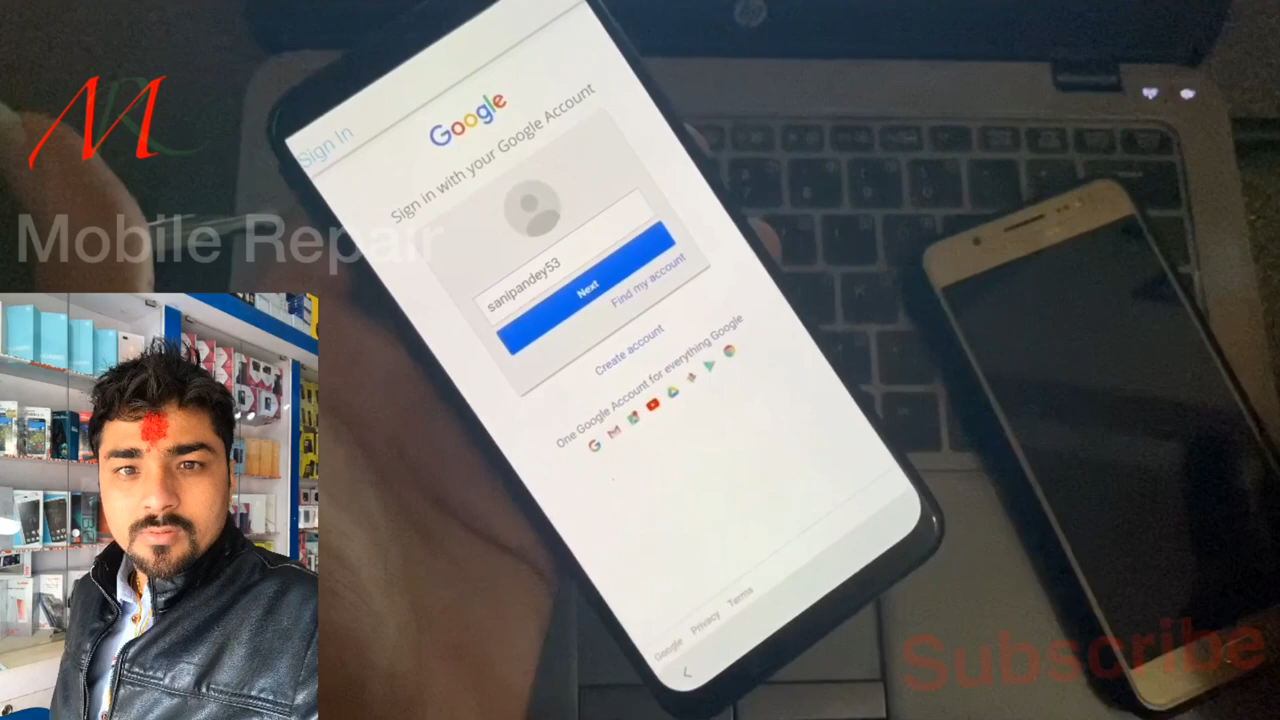 MRL
Mobile Repair
Sign In
Google
Sign in with your Google Account
sanipandey53
Next
Find my account
Create account
One Google Account for everything Google
Google Privacy Terms
Subscribe